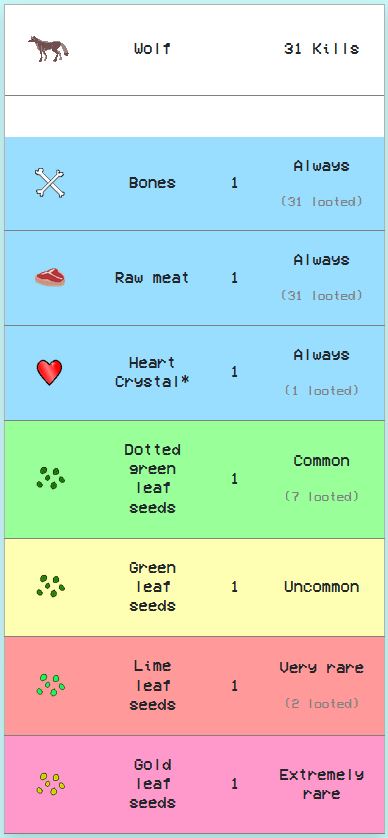 Wolf 31 Kills
Bones 1 Always
(31 looted)
Raw meat 1 Always
(31 looted)
Heart
Crystal* 1 Always
(1 looted)
Dotted
green
leaf
seeds 1 Common
(7 looted)
Green
leaf
seeds 1 Uncommon
Lime
leaf
seeds 1 Very rare
(2 looted)
Gold
leaf
seeds 1 Extremely
rare